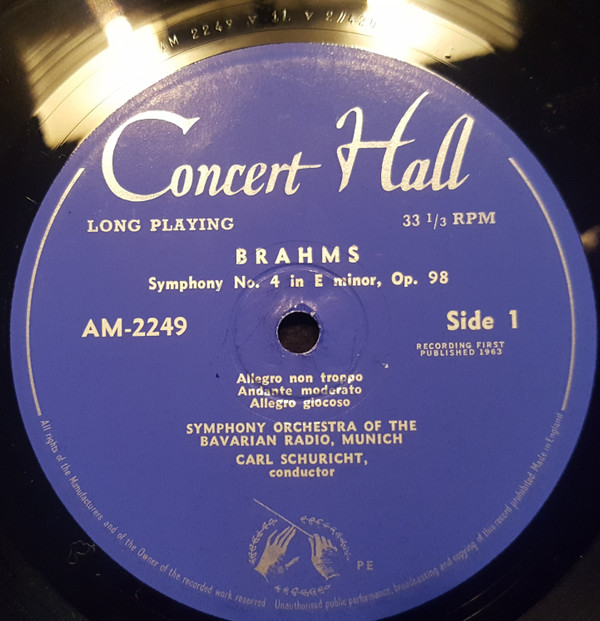 Concert Hall
LONG PLAYING
33 1/3 RPM
BRAHMS
Symphony No. 4 in E minor, Op. 98
AM-2249
Side 1
RECORDING FIRST
PUBLISHED 1963
Allegro non troppo
Andante moderato
Allegro giocoso
SYMPHONY ORCHESTRA OF THE
BAVARIAN RADIO, MUNICH
CARL SCHURICHT,
conductor
PE
All rights of the Manufacturers and of the Owner of the recorded work reserved Unauthorised public performance, broadcasting and copying of this record prohibited Made in England